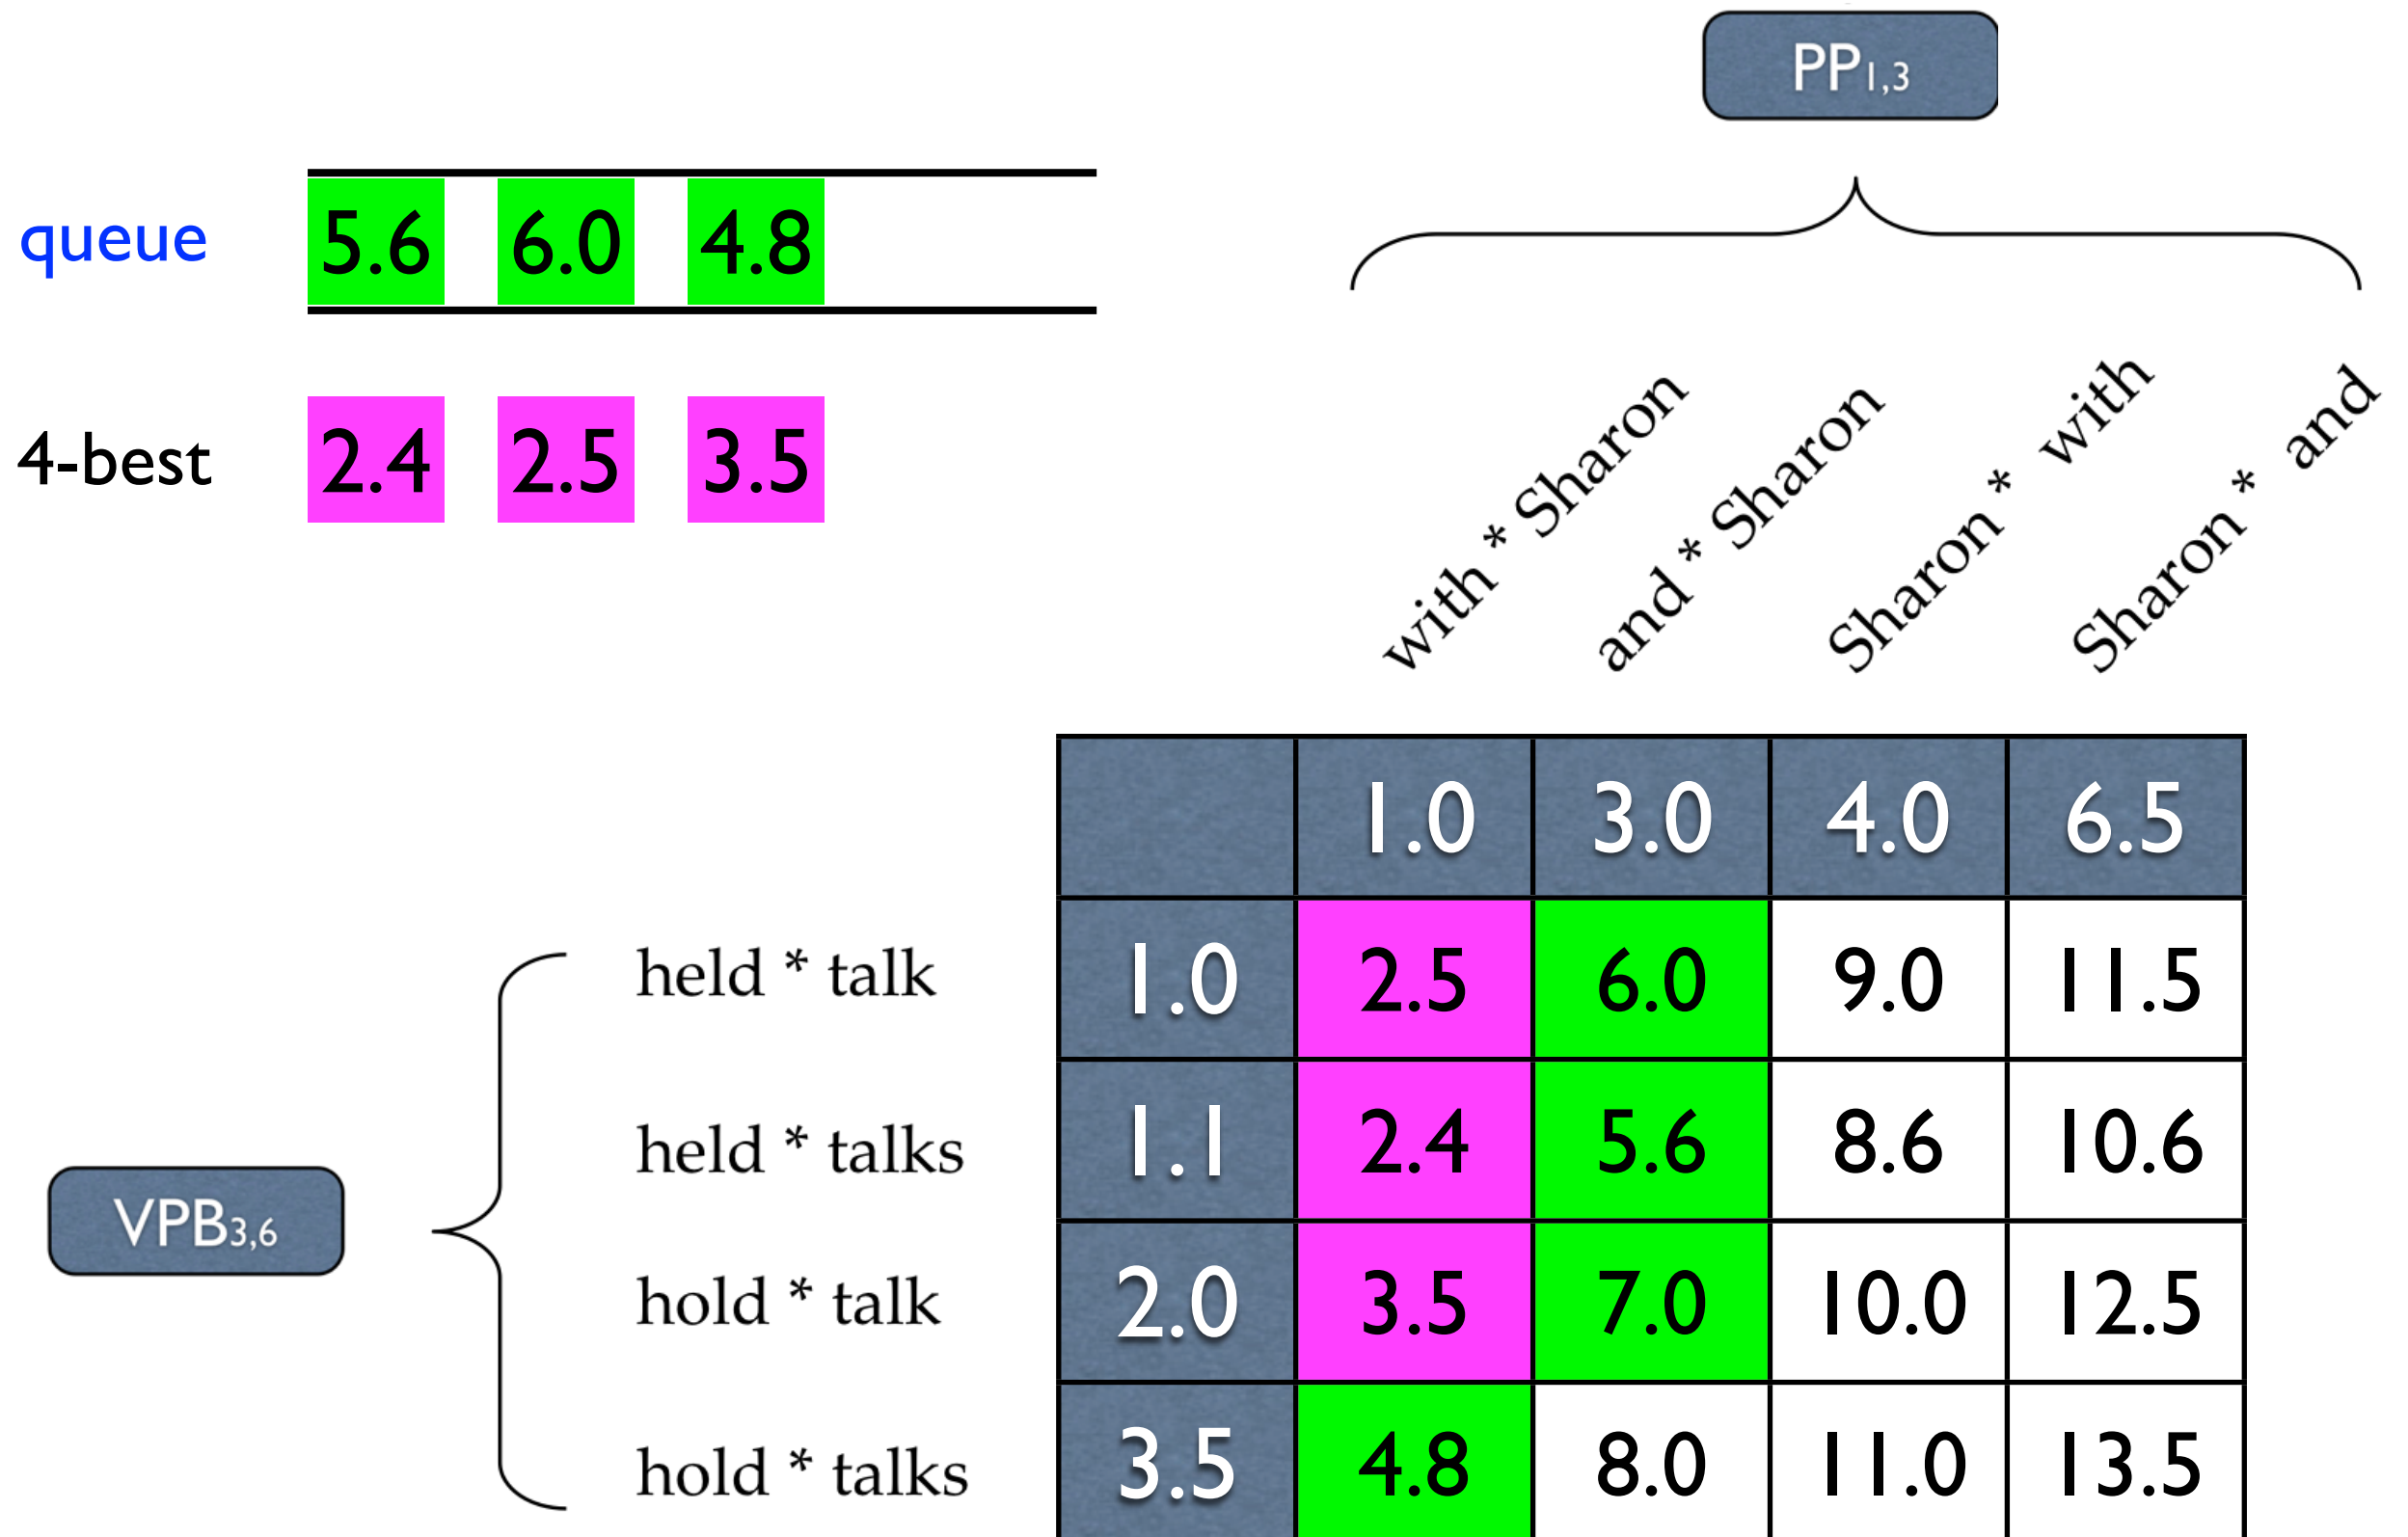 PP1,3
queue 5.6 6.0 4.8
4-best 2.4 2.5 3.5
with * Sharon
and * Sharon
Sharon * with
Sharon * and
1.0 3.0 4.0 6.5
held * talk 1.0 2.5 6.0 9.0 11.5
held * talks 1.1 2.4 5.6 8.6 10.6
VPB3,6
hold * talk 2.0 3.5 7.0 10.0 12.5
hold * talks 3.5 4.8 8.0 11.0 13.5